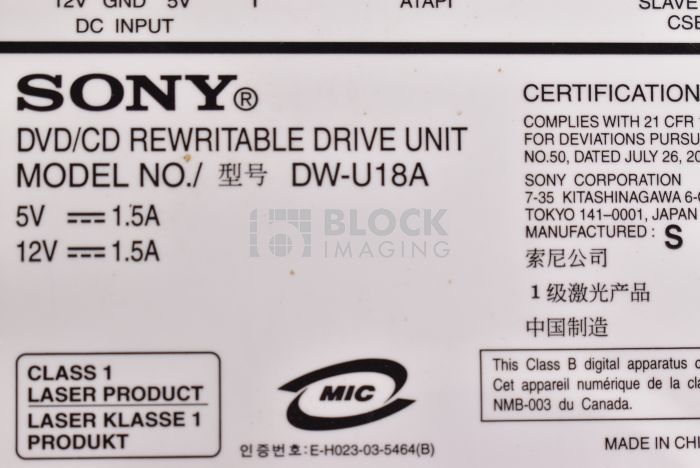 12V GND 5V
ATAPI
SLAVE
DC INPUT
SONY®
DVD/CD REWRITABLE DRIVE UNIT
MODEL NO./ 型号 DW-U18A
5V ⎓ 1.5A
12V ⎓ 1.5A
CERTIFICATION
COMPLIES WITH 21 CFR
FOR DEVIATIONS PURSU
NO.50, DATED JULY 26, 20
SONY CORPORATION
7-35 KITASHINAGAWA 6-
TOKYO 141-0001, JAPAN
MANUFACTURED : S
索尼公司
1级激光产品
中国制造
BLOCK
IMAGING
CLASS 1
LASER PRODUCT
LASER KLASSE 1
PRODUKT
MIC
인증번호:E-H023-03-5464(B)
This Class B digital apparatus c
Cet appareil numérique de la cla
NMB-003 du Canada.
MADE IN CHI